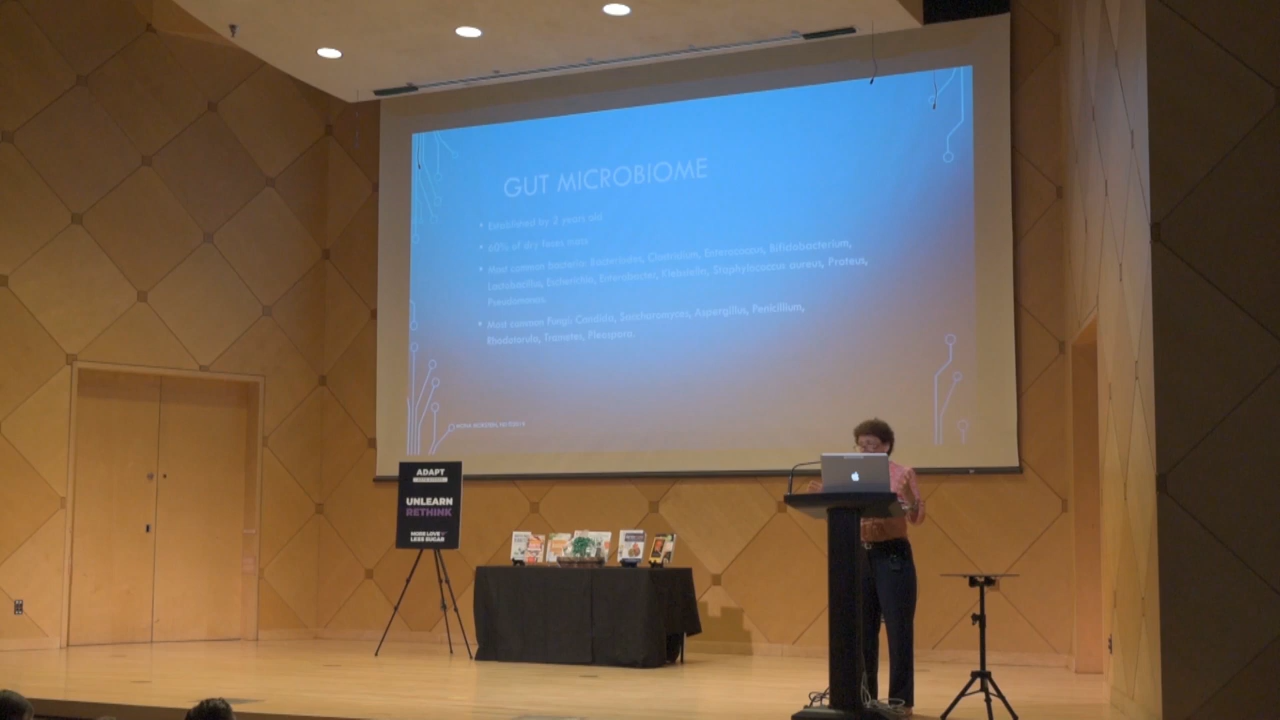 GUT MICROBIOME
• Established by 2 years old
• 60% of dry feces mass
• Most common bacteria: Bacteroides, Clostridium, Enterococcus, Bifidobacterium,
Lactobacillus, Escherichia, Enterobacter, Klebsiella, Staphylococcus aureus, Proteus,
Pseudomonas.
• Most common Fungi: Candida, Saccharomyces, Aspergillus, Penicillium,
Rhodotorula, Trametes, Pleospora.
ADAPT
UNLEARN
RETHINK
MORE LOVE
LESS SUGAR